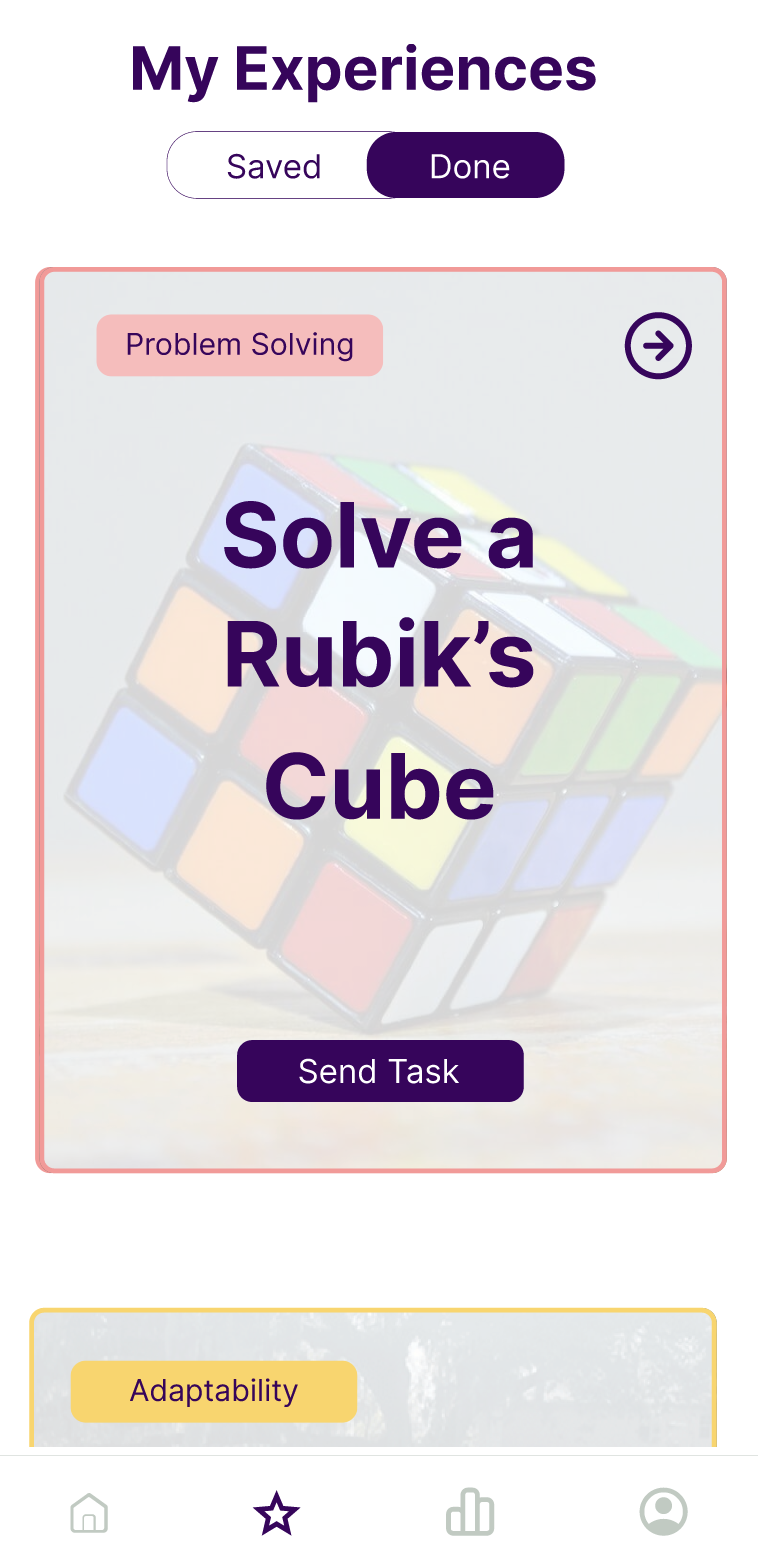 My Experiences
Saved
Done
Problem Solving
Solve a
Rubik’s
Cube
Send Task
Adaptability